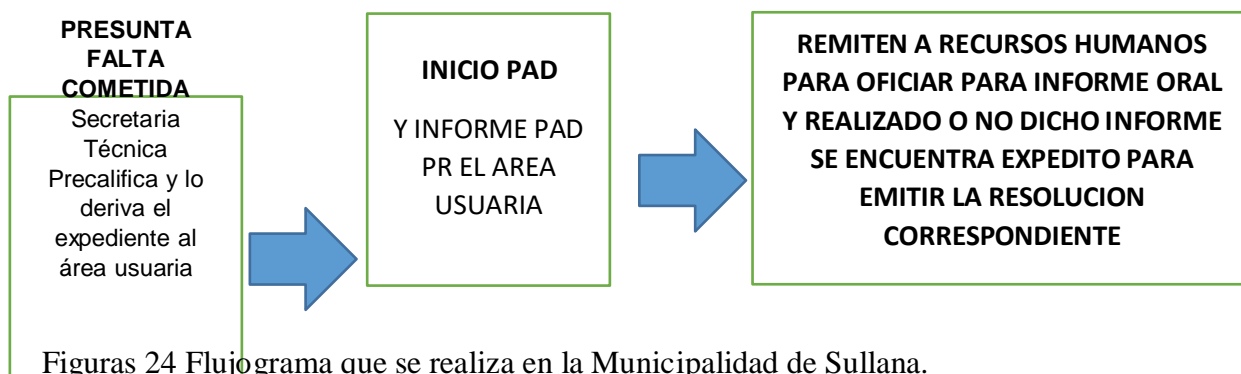 PRESUNTA
FALTA
COMETIDA
Secretaria
Técnica
Precalifica y lo
deriva el
expediente al
área usuaria
INICIO PAD
Y INFORME PAD
PR EL AREA
USUARIA
REMITEN A RECURSOS HUMANOS
PARA OFICIAR PARA INFORME ORAL
Y REALIZADO O NO DICHO INFORME
SE ENCUENTRA EXPEDITO PARA
EMITIR LA RESOLUCION
CORRESPONDIENTE
Figuras 24 Flujograma que se realiza en la Municipalidad de Sullana.